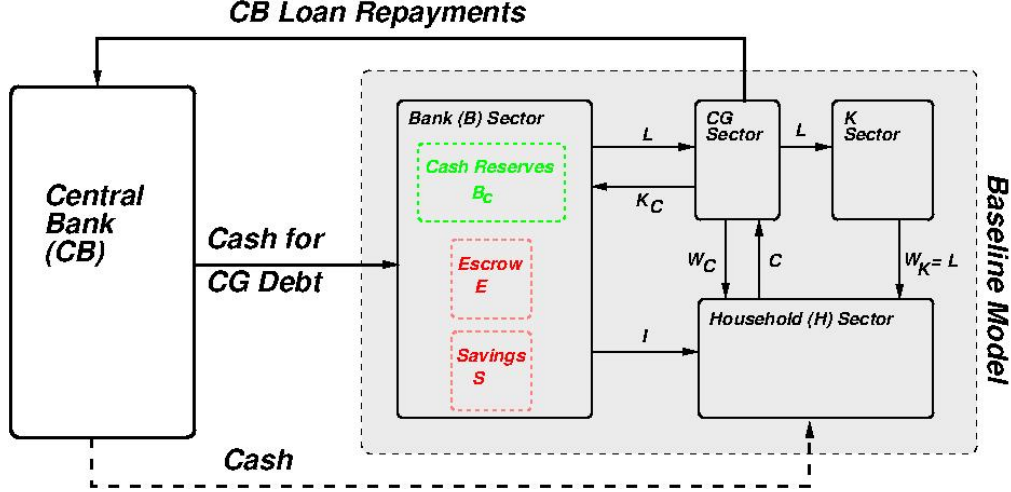 CB Loan Repayments
Central
Bank
(CB)
Cash for
CG Debt
Cash
Bank (B) Sector
Cash Reserves
B_C
Escrow
E
Savings
S
L
K_C
I
CG
Sector
L
K
Sector
W_C
C
W_K = L
Household (H) Sector
Baseline Model